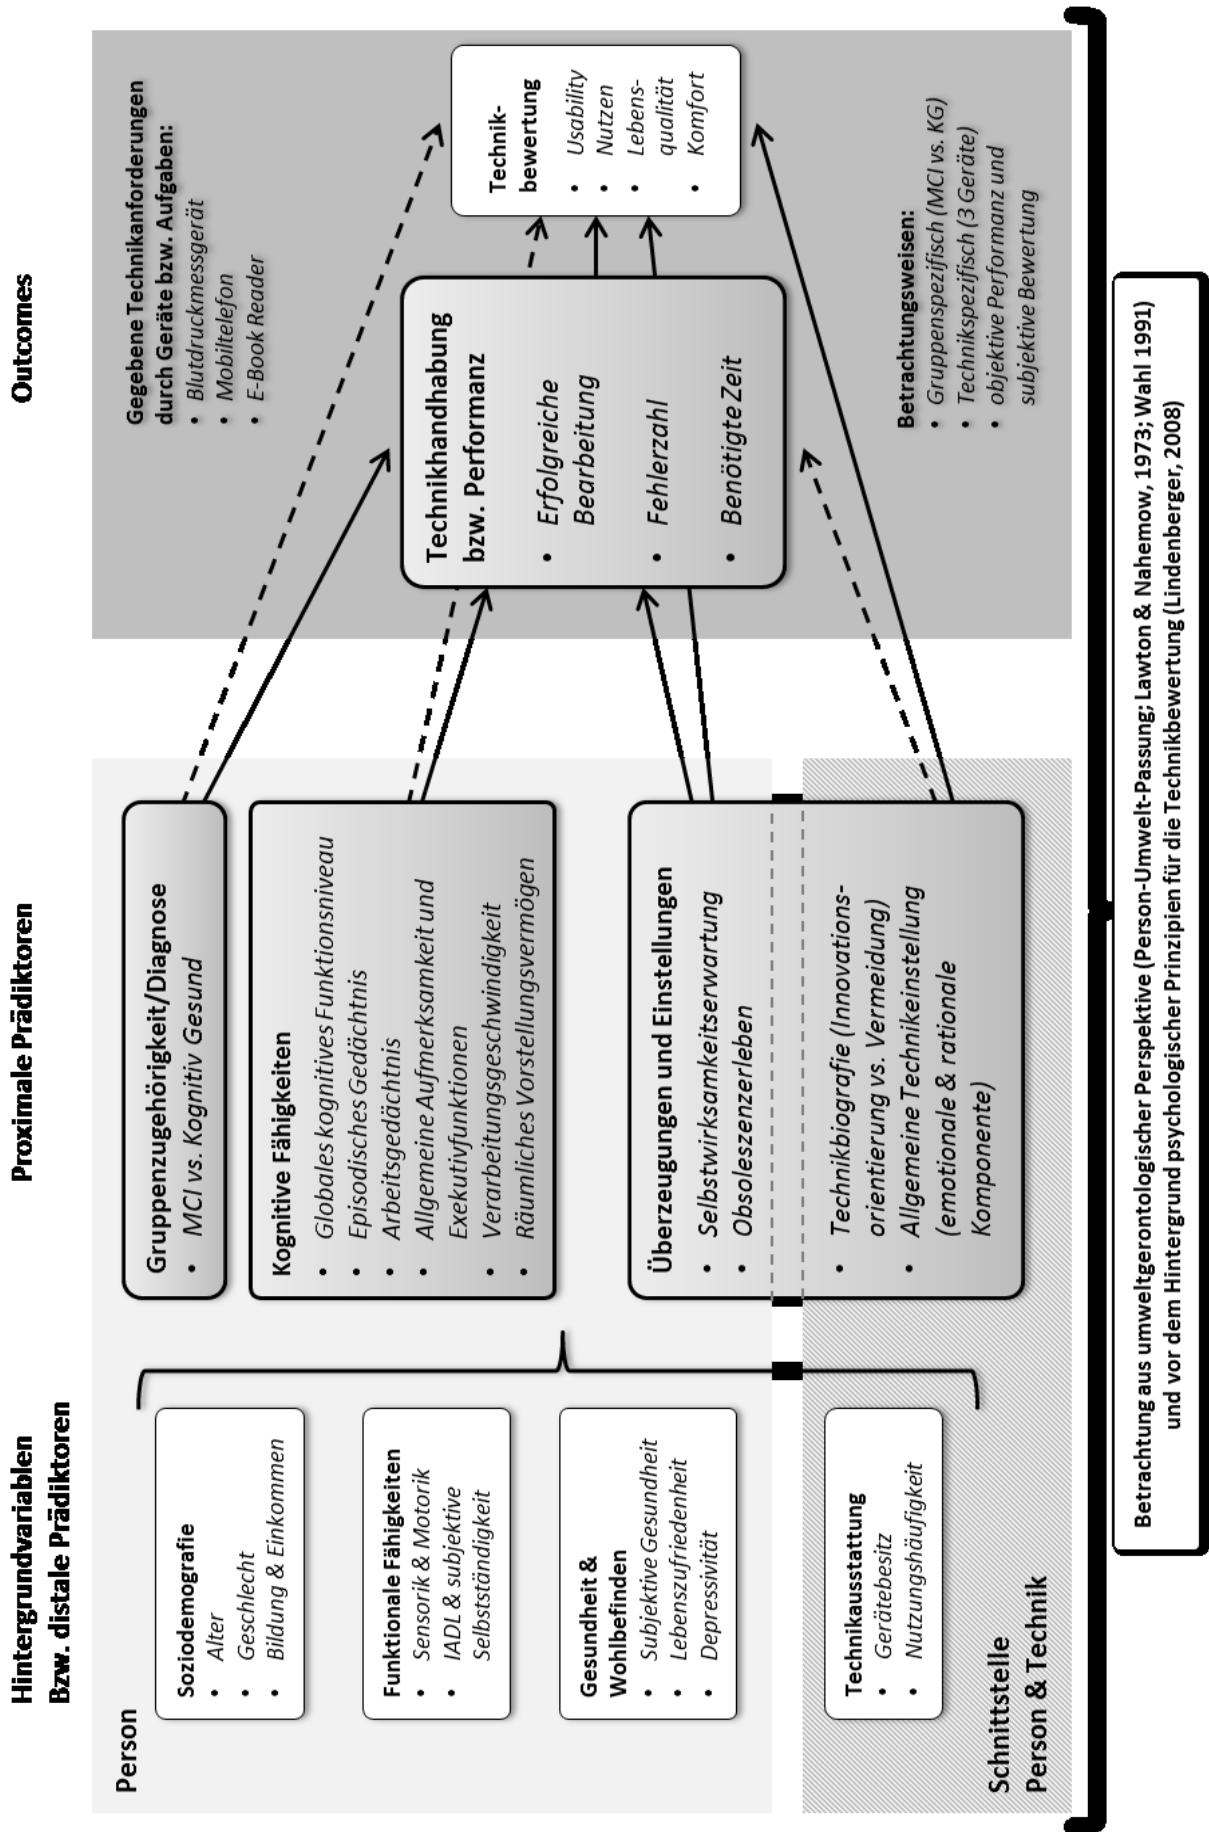 Hintergrundvariablen
Bzw. distale Prädiktoren
Proximale Prädiktoren
Outcomes
Person
Soziodemografie
• Alter
• Geschlecht
• Bildung & Einkommen
Funktionale Fähigkeiten
• Sensorik & Motorik
• IADL & subjektive
Selbstständigkeit
Gesundheit &
Wohlbefinden
• Subjektive Gesundheit
• Lebenszufriedenheit
• Depressivität
Technikausstattung
• Gerätebesitz
• Nutzungshäufigkeit
Schnittstelle
Person & Technik
Gruppenzugehörigkeit/Diagnose
• MCI vs. Kognitiv Gesund
Kognitive Fähigkeiten
• Globales kognitives Funktionsniveau
• Episodisches Gedächtnis
• Arbeitsgedächtnis
• Allgemeine Aufmerksamkeit und
Exekutivfunktionen
• Verarbeitungsgeschwindigkeit
• Räumliches Vorstellungsvermögen
Überzeugungen und Einstellungen
• Selbstwirksamkeitserwartung
• Obsoleszenzerleben
• Technikbiografie (Innovations-
orientierung vs. Vermeidung)
• Allgemeine Technikeinstellung
(emotionale & rationale
Komponente)
Gegebene Technikanforderungen
durch Geräte bzw. Aufgaben:
• Blutdruckmessgerät
• Mobiltelefon
• E-Book Reader
Technikhandhabung
bzw. Performanz
• Erfolgreiche
Bearbeitung
• Fehlerzahl
• Benötigte Zeit
Technik-
bewertung
• Usability
• Nutzen
• Lebens-
qualität
• Komfort
Betrachtungsweisen:
• Gruppenspezifisch (MCI vs. KG)
• Technikspezifisch (3 Geräte)
• objektive Performanz und
subjektive Bewertung
Betrachtung aus umweltgerontologischer Perspektive (Person-Umwelt-Passung; Lawton & Nahemow, 1973; Wahl 1991)
und vor dem Hintergrund psychologischer Prinzipien für die Technikbewertung (Lindenberger, 2008)